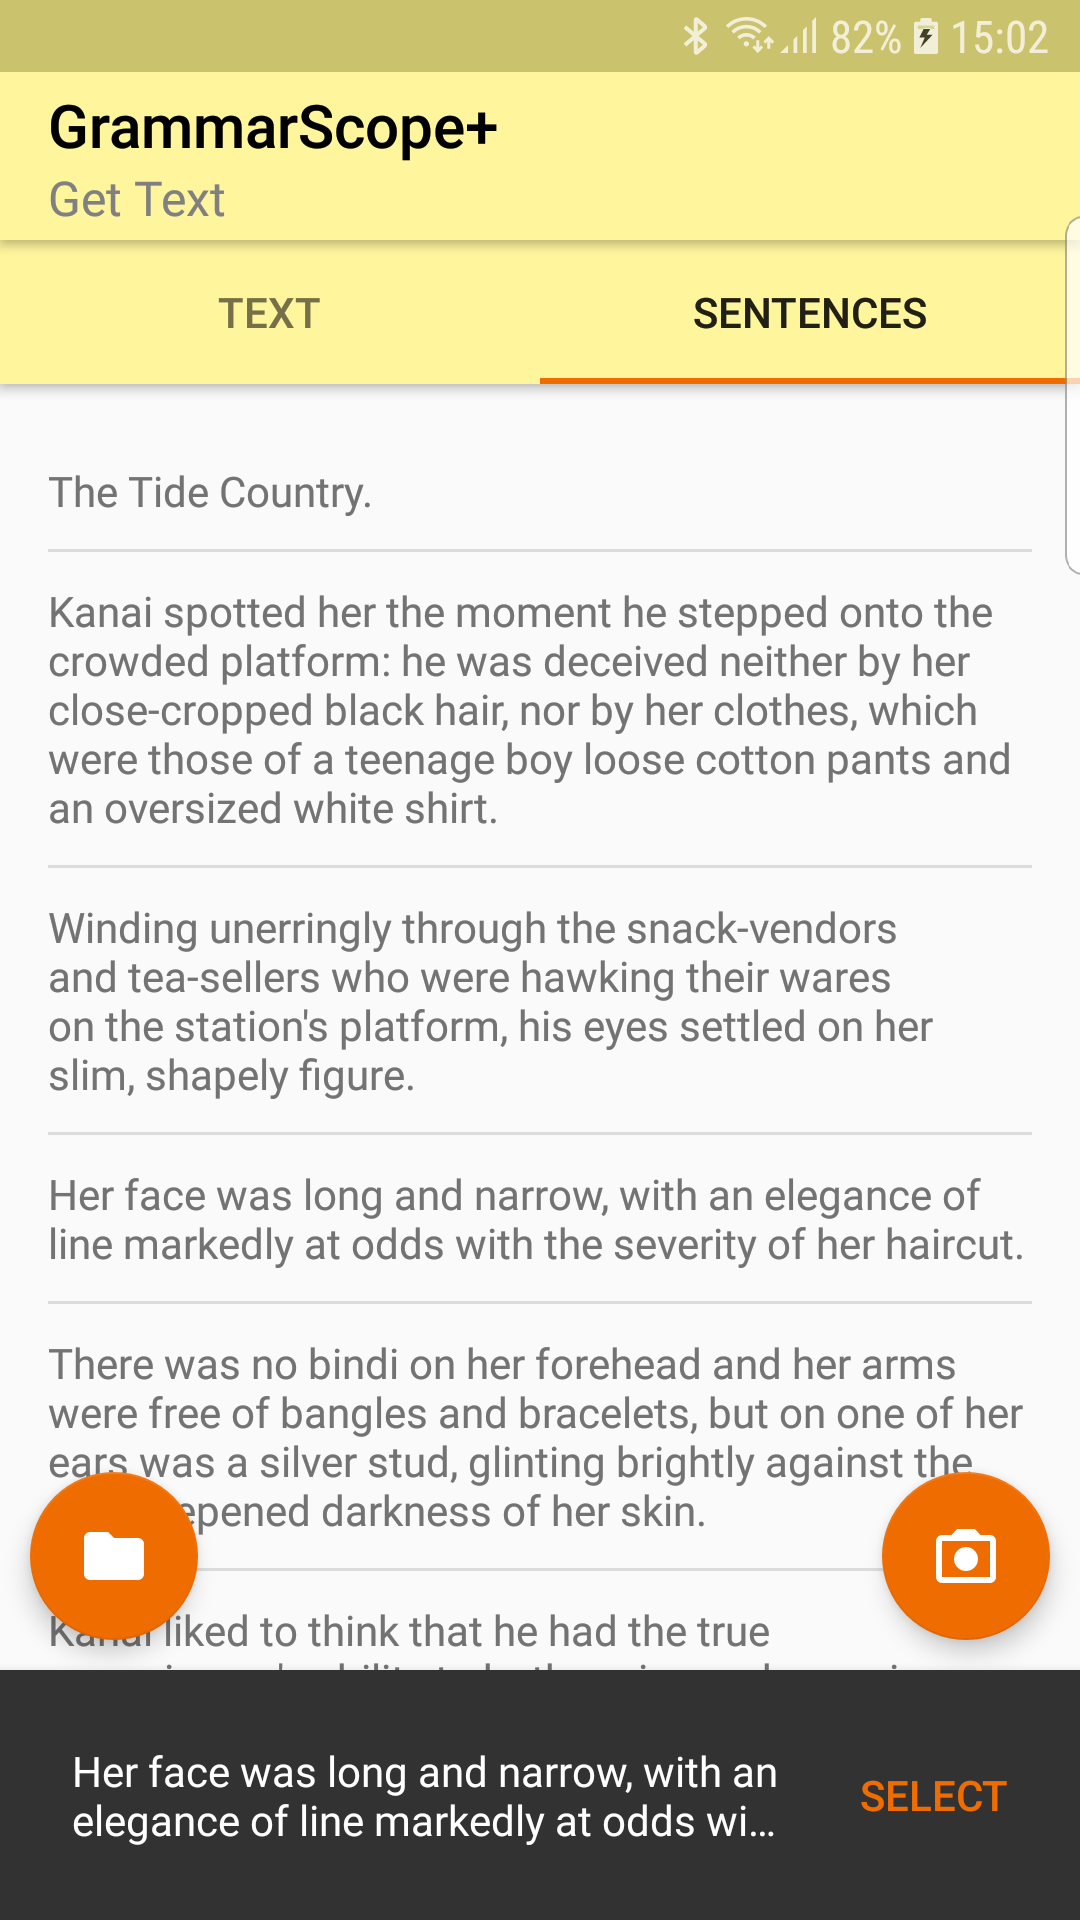 82% 15:02
GrammarScope+
Get Text
TEXT SENTENCES
The Tide Country.
Kanai spotted her the moment he stepped onto the
crowded platform: he was deceived neither by her
close-cropped black hair, nor by her clothes, which
were those of a teenage boy loose cotton pants and
an oversized white shirt.
Winding unerringly through the snack-vendors
and tea-sellers who were hawking their wares
on the station's platform, his eyes settled on her
slim, shapely figure.
Her face was long and narrow, with an elegance of
line markedly at odds with the severity of her haircut.
There was no bindi on her forehead and her arms
were free of bangles and bracelets, but on one of her
ears was a silver stud, glinting brightly against the
epened darkness of her skin.
Kanai liked to think that he had the true
Her face was long and narrow, with an
elegance of line markedly at odds wi...
SELECT